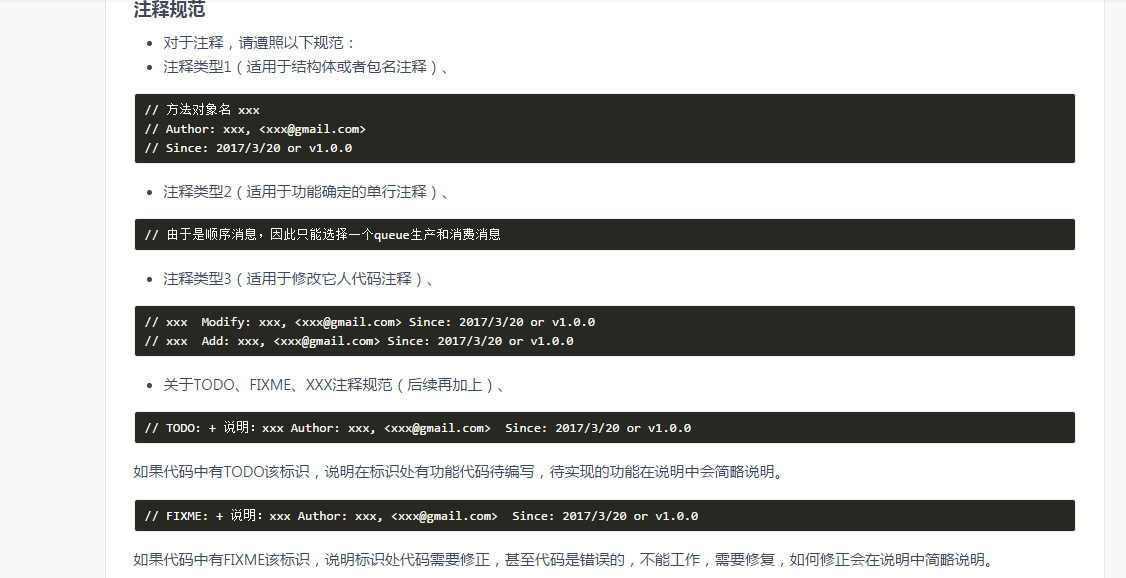 注释规范
对于注释，请遵照以下规范：
注释类型1（适用于结构体或者包名注释）、
// 方法对象名 xxx
// Author: xxx, <xxx@gmail.com>
// Since: 2017/3/20 or v1.0.0
注释类型2（适用于功能确定的单行注释）、
// 由于是顺序消息，因此只能选择一个queue生产和消费消息
注释类型3（适用于修改它人代码注释）、
// xxx  Modify: xxx, <xxx@gmail.com> Since: 2017/3/20 or v1.0.0
// xxx  Add: xxx, <xxx@gmail.com> Since: 2017/3/20 or v1.0.0
关于TODO、FIXME、XXX注释规范（后续再加上）、
// TODO: + 说明：xxx Author: xxx, <xxx@gmail.com>  Since: 2017/3/20 or v1.0.0
如果代码中有TODO该标识，说明在标识处有功能代码待编写，待实现的功能在说明中会简略说明。
// FIXME: + 说明：xxx Author: xxx, <xxx@gmail.com>  Since: 2017/3/20 or v1.0.0
如果代码中有FIXME该标识，说明标识处代码需要修正，甚至代码是错误的，不能工作，需要修复，如何修正会在说明中简略说明。